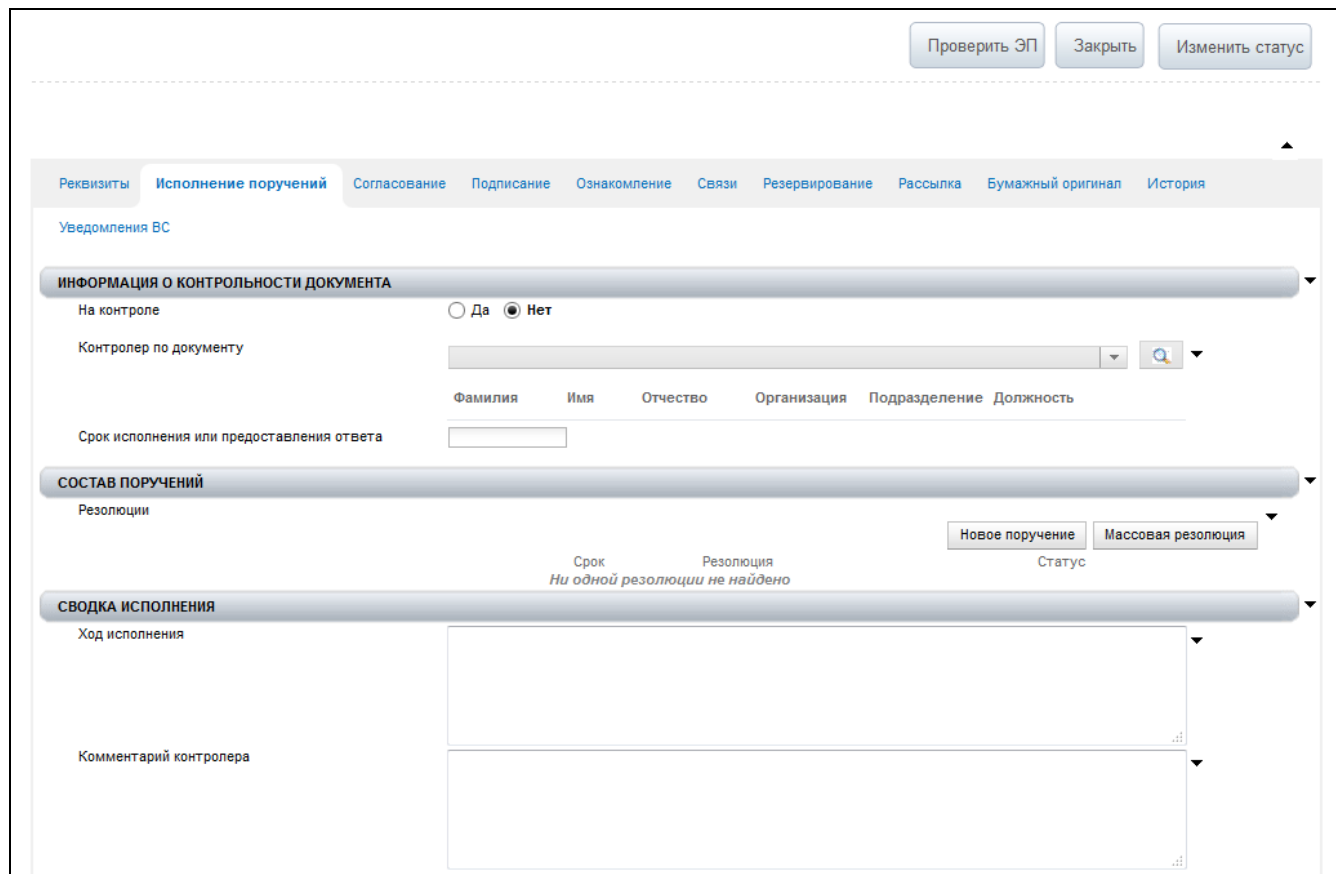 Проверить ЭП Закрыть Изменить статус
Реквизиты Исполнение поручений Согласование Подписание Ознакомление Связи Резервирование Рассылка Бумажный оригинал История
Уведомления ВС
ИНФОРМАЦИЯ О КОНТРОЛЬНОСТИ ДОКУМЕНТА
На контроле Да Нет
Контролер по документу
Фамилия Имя Отчество Организация Подразделение Должность
Срок исполнения или предоставления ответа
СОСТАВ ПОРУЧЕНИЙ
Резолюции
Новое поручение Массовая резолюция
Срок Резолюция Статус
Ни одной резолюции не найдено
СВОДКА ИСПОЛНЕНИЯ
Ход исполнения
Комментарий контролера